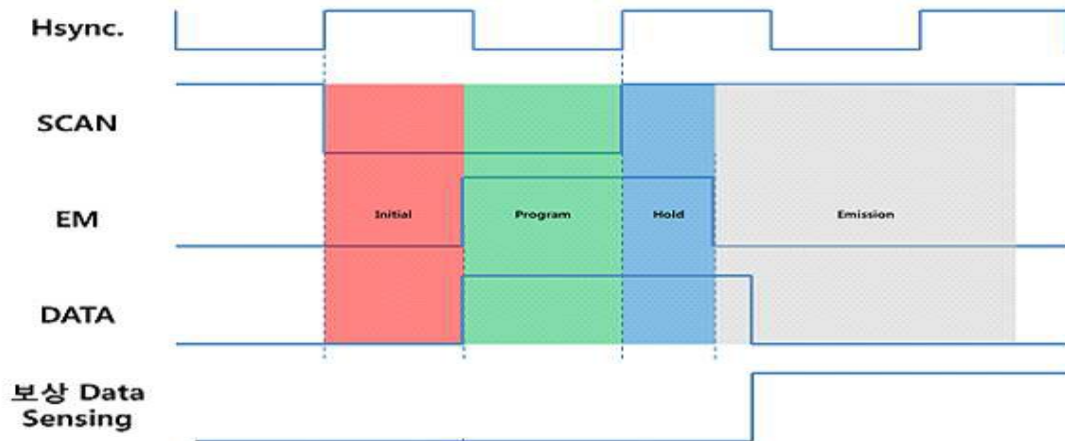 Hsync.
SCAN
EM
Initial
Program
Hold
Emission
DATA
보상 Data
Sensing